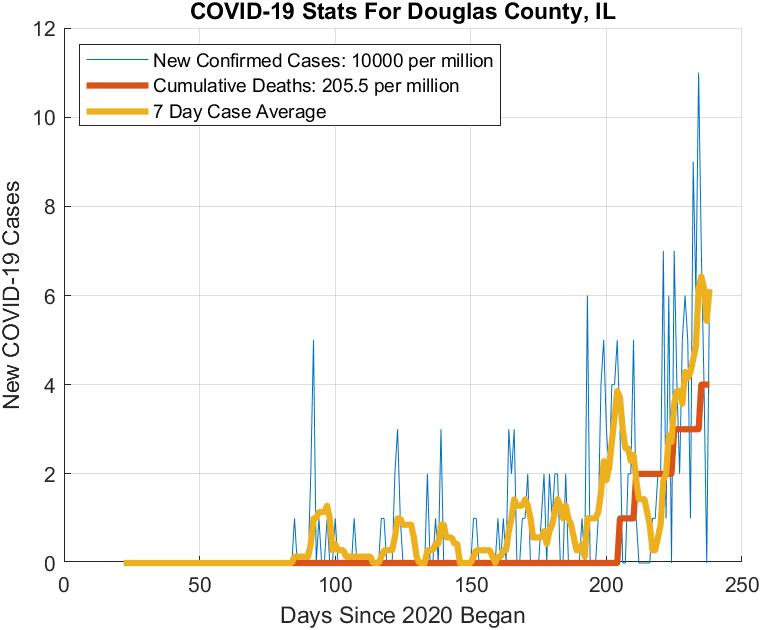 COVID-19 Stats For Douglas County, IL
New Confirmed Cases: 10000 per million
Cumulative Deaths: 205.5 per million
7 Day Case Average
New COVID-19 Cases
12
10
8
6
4
2
0
0 50 100 150 200 250
Days Since 2020 Began